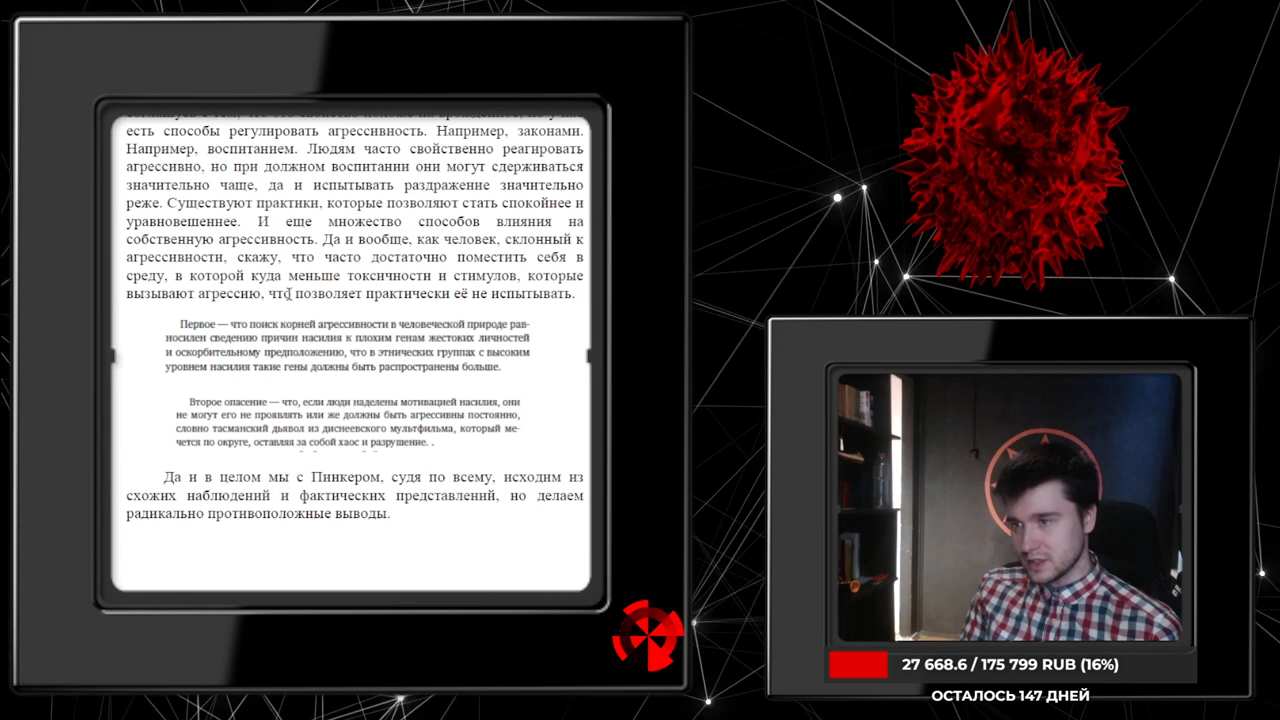 есть способы регулировать агрессивность. Например, законами.
Например, воспитанием. Людям часто свойственно реагировать
агрессивно, но при должном воспитании они могут сдерживаться
значительно чаще, да и испытывать раздражение значительно
реже. Существуют практики, которые позволяют стать спокойнее и
уравновешеннее. И еще множество способов влияния на
собственную агрессивность. Да и вообще, как человек, склонный к
агрессивности, скажу, что часто достаточно поместить себя в
среду, в которой куда меньше токсичности и стимулов, которые
вызывают агрессию, что позволяет практически её не испытывать.
Первое — что поиск корней агрессивности в человеческой природе рав-
носилен сведению причин насилия к плохим генам жестоких личностей
и оскорбительному предположению, что в этнических группах с высоким
уровнем насилия такие гены должны быть распространены больше.
Второе опасение — что, если люди наделены мотивацией насилия, они
не могут его не проявлять или же должны быть агрессивны постоянно,
словно тасманский дьявол из диснеевского мультфильма, который ме-
чется по округе, оставляя за собой хаос и разрушение. .
Да и в целом мы с Пинкером, судя по всему, исходим из
схожих наблюдений и фактических представлений, но делаем
радикально противоположные выводы.
27 668.6 / 175 799 RUB (16%)
ОСТАЛОСЬ 147 ДНЕЙ